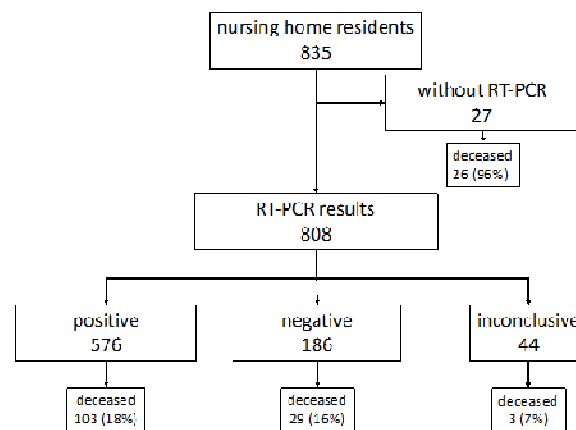 nursing home residents
835
without RT-PCR
27
deceased
26 (96%)
RT-PCR results
808
positive
576
negative
186
inconclusive
44
deceased
103 (18%)
deceased
29 (16%)
deceased
3 (7%)